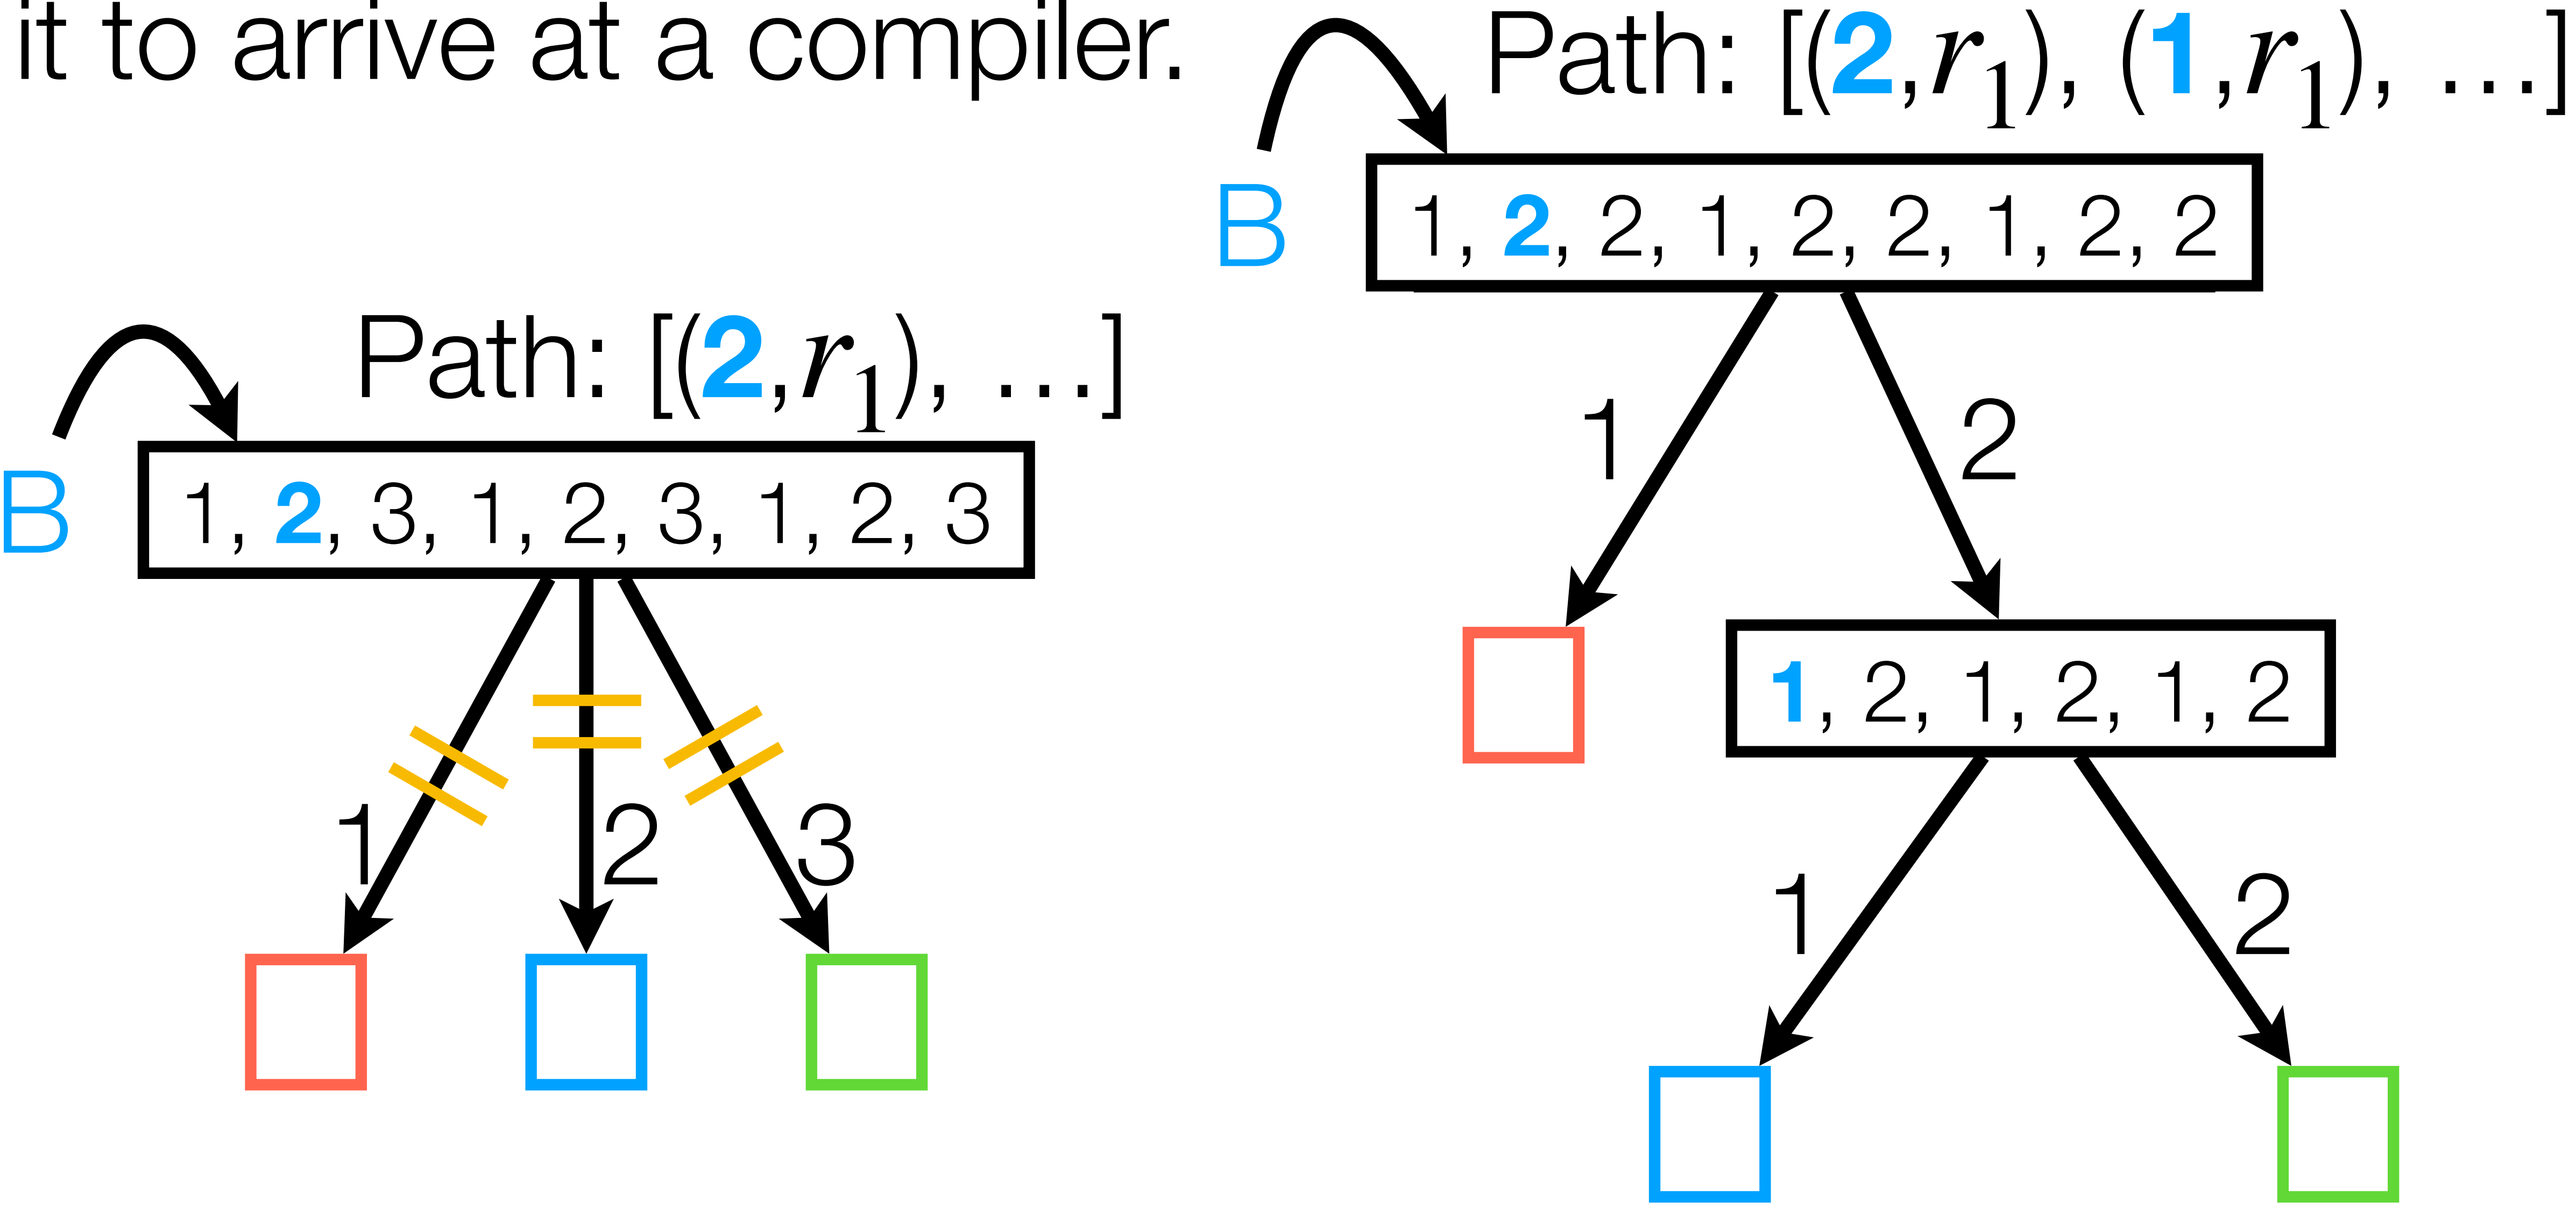 it to arrive at a compiler.
Path: [(2,r₁), …]
B
1, 2, 3, 1, 2, 3, 1, 2, 3
1
2
3
Path: [(2,r₁), (1,r₁), …]
B
1, 2, 2, 1, 2, 2, 1, 2, 2
1
2
1, 2, 1, 2, 1, 2
1
2